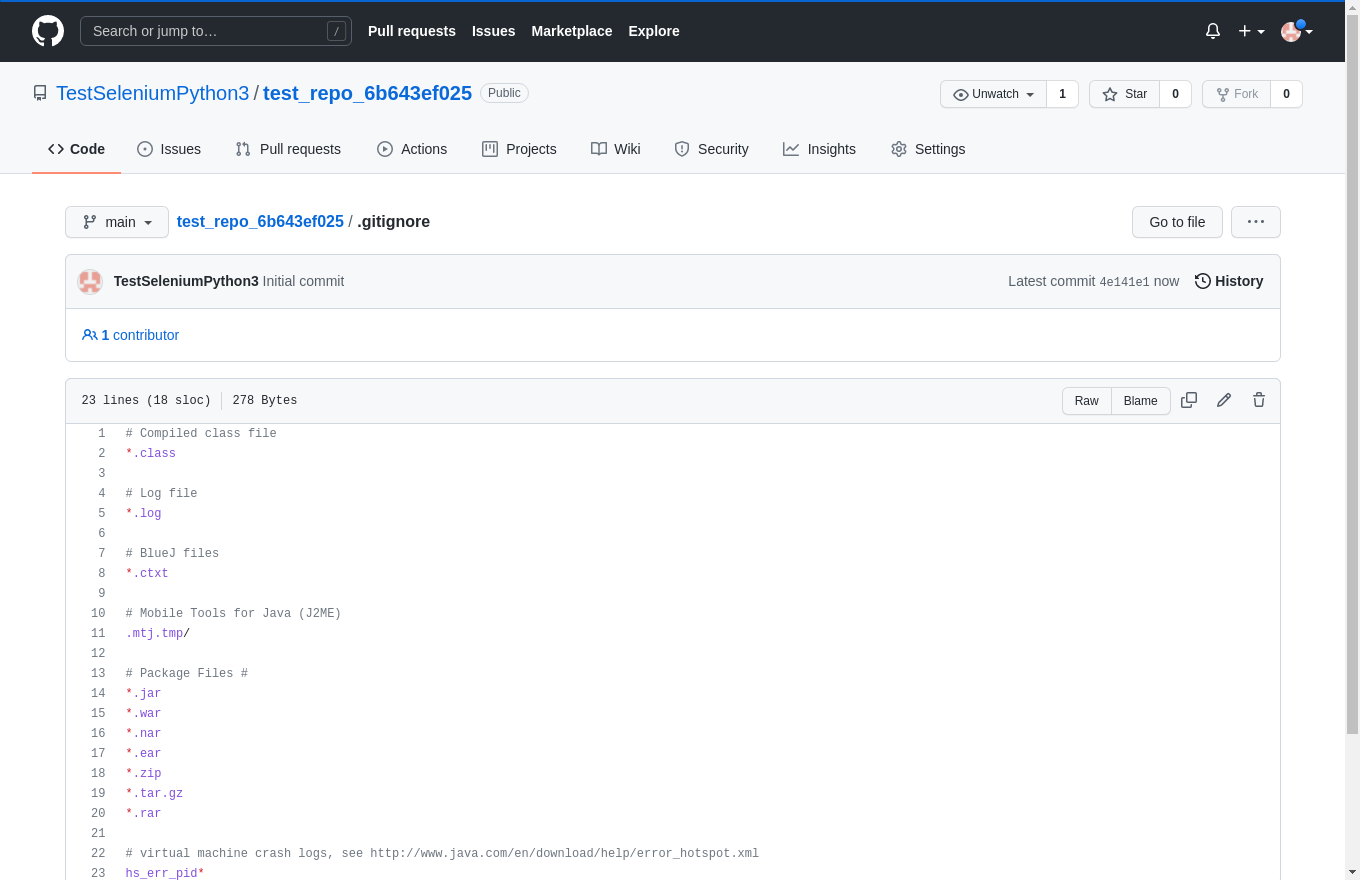 Search or jump to… /
Pull requests Issues Marketplace Explore
TestSeleniumPython3 / test_repo_6b643ef025 Public
Unwatch 1 Star 0 Fork 0
Code Issues Pull requests Actions Projects Wiki Security Insights Settings
main test_repo_6b643ef025 / .gitignore Go to file ...
TestSeleniumPython3 Initial commit Latest commit 4e141e1 now History
1 contributor
23 lines (18 sloc) 278 Bytes Raw Blame
1 # Compiled class file
2 *.class
3
4 # Log file
5 *.log
6
7 # BlueJ files
8 *.ctxt
9
10 # Mobile Tools for Java (J2ME)
11 .mtj.tmp/
12
13 # Package Files #
14 *.jar
15 *.war
16 *.nar
17 *.ear
18 *.zip
19 *.tar.gz
20 *.rar
21
22 # virtual machine crash logs, see http://www.java.com/en/download/help/error_hotspot.xml
23 hs_err_pid*